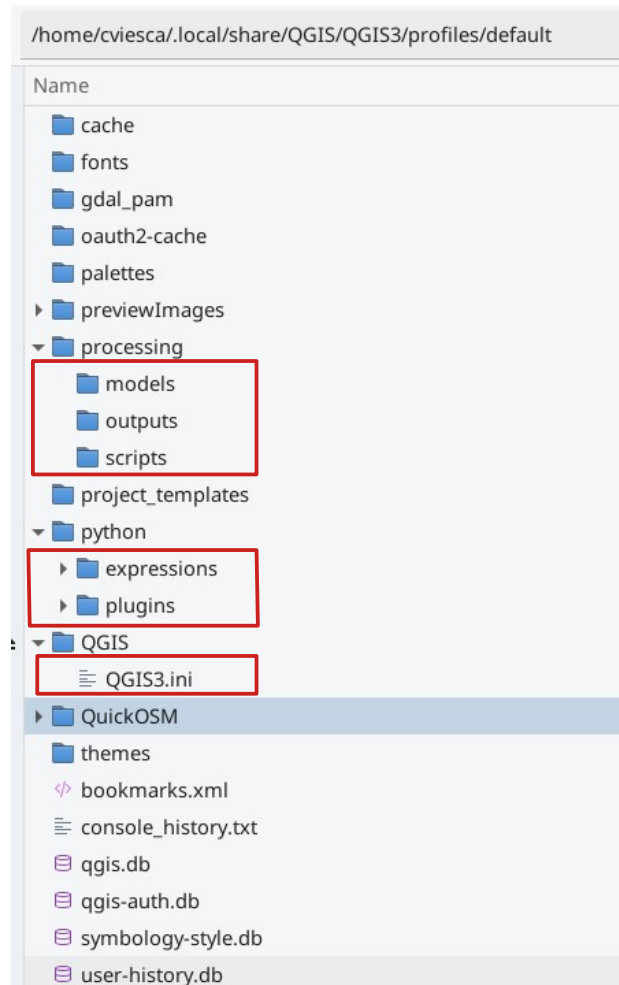 /home/cviesca/.local/share/QGIS/QGIS3/profiles/default
Name
cache
fonts
gdal_pam
oauth2-cache
palettes
previewImages
processing
models
outputs
scripts
project_templates
python
expressions
plugins
QGIS
QGIS3.ini
QuickOSM
themes
bookmarks.xml
console_history.txt
qgis.db
qgis-auth.db
symbology-style.db
user-history.db